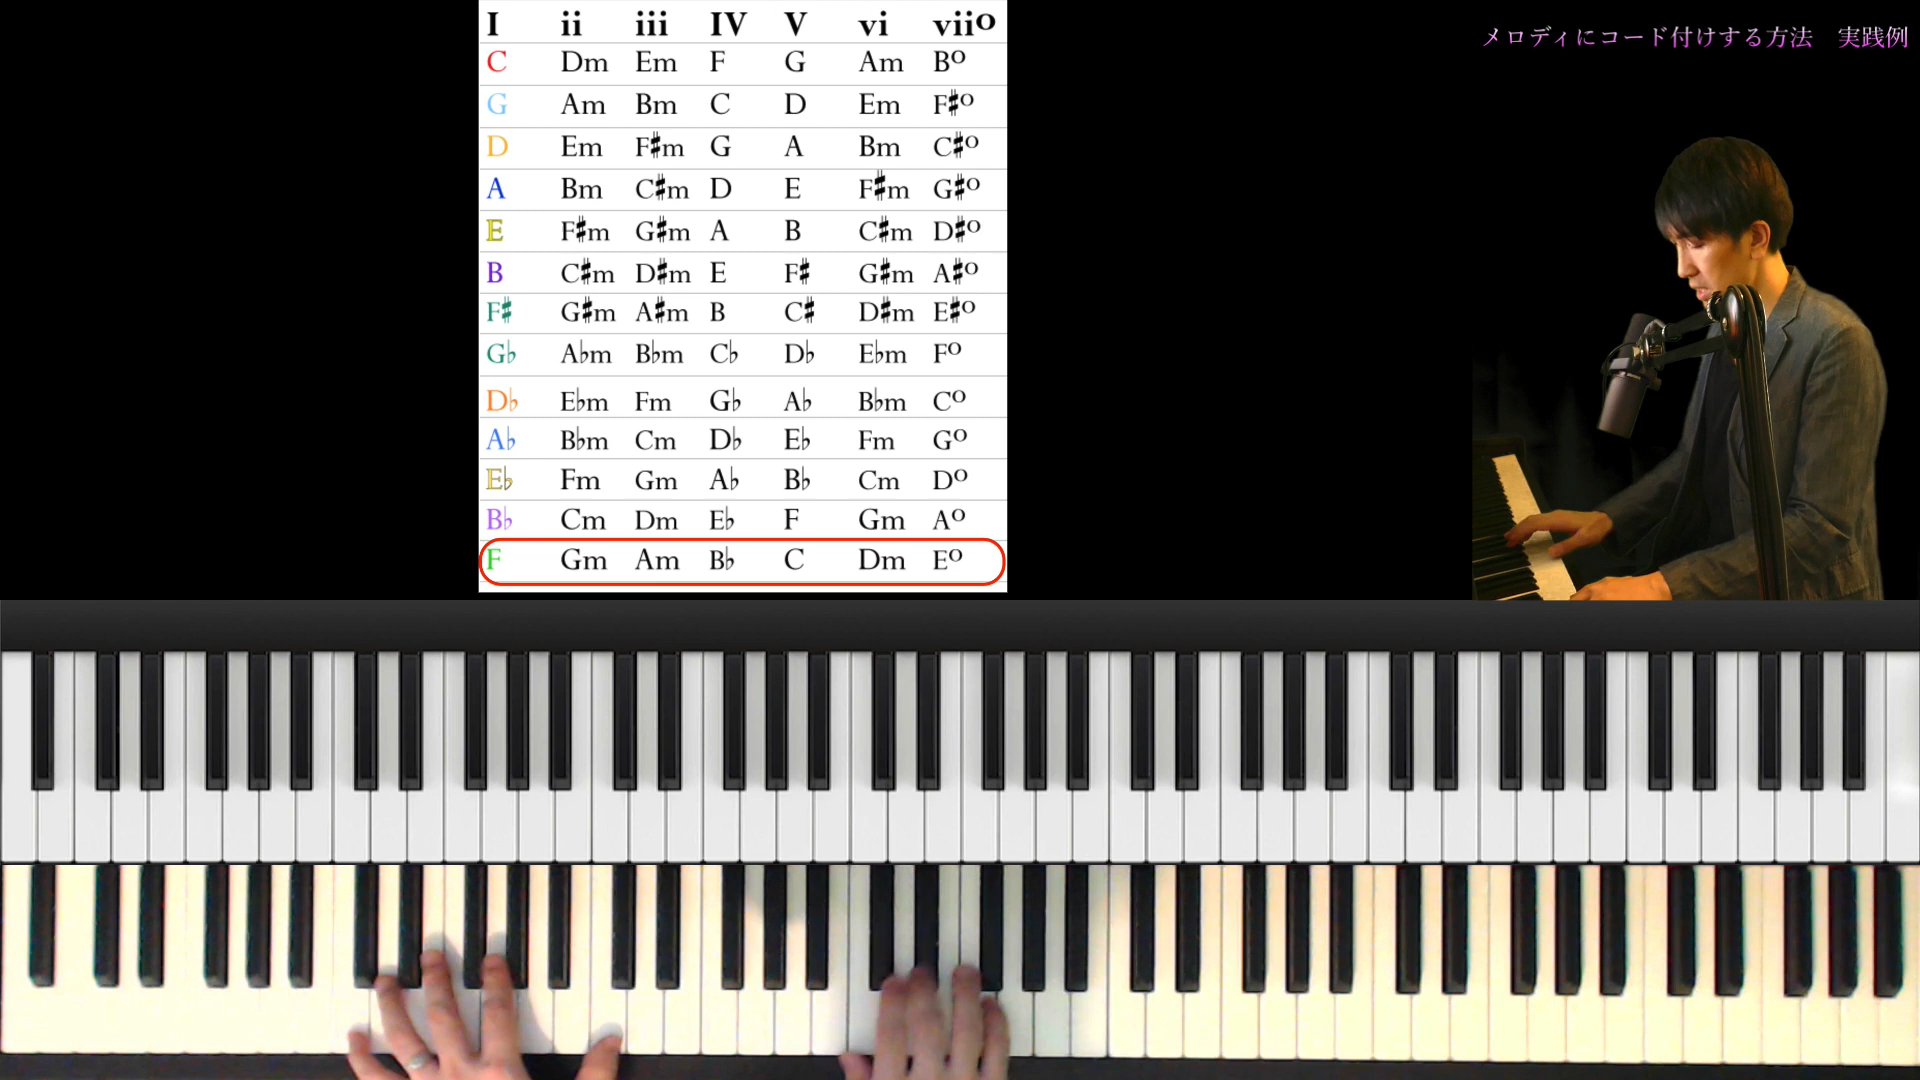 I ii iii IV V vi viio
C Dm Em F G Am Bo
G Am Bm C D Em F♯o
D Em F♯m G A Bm C♯o
A Bm C♯m D E F♯m G♯o
E F♯m G♯m A B C♯m D♯o
B C♯m D♯m E F♯ G♯m A♯o
F♯ G♯m A♯m B C♯ D♯m E♯o
G♭ A♭m B♭m C♭ D♭ E♭m Fo
D♭ E♭m Fm G♭ A♭ B♭m Co
A♭ B♭m Cm D♭ E♭ Fm Go
E♭ Fm Gm A♭ B♭ Cm Do
B♭ Cm Dm E♭ F Gm Ao
F Gm Am B♭ C Dm Eo
メロディにコード付けする方法　実践例